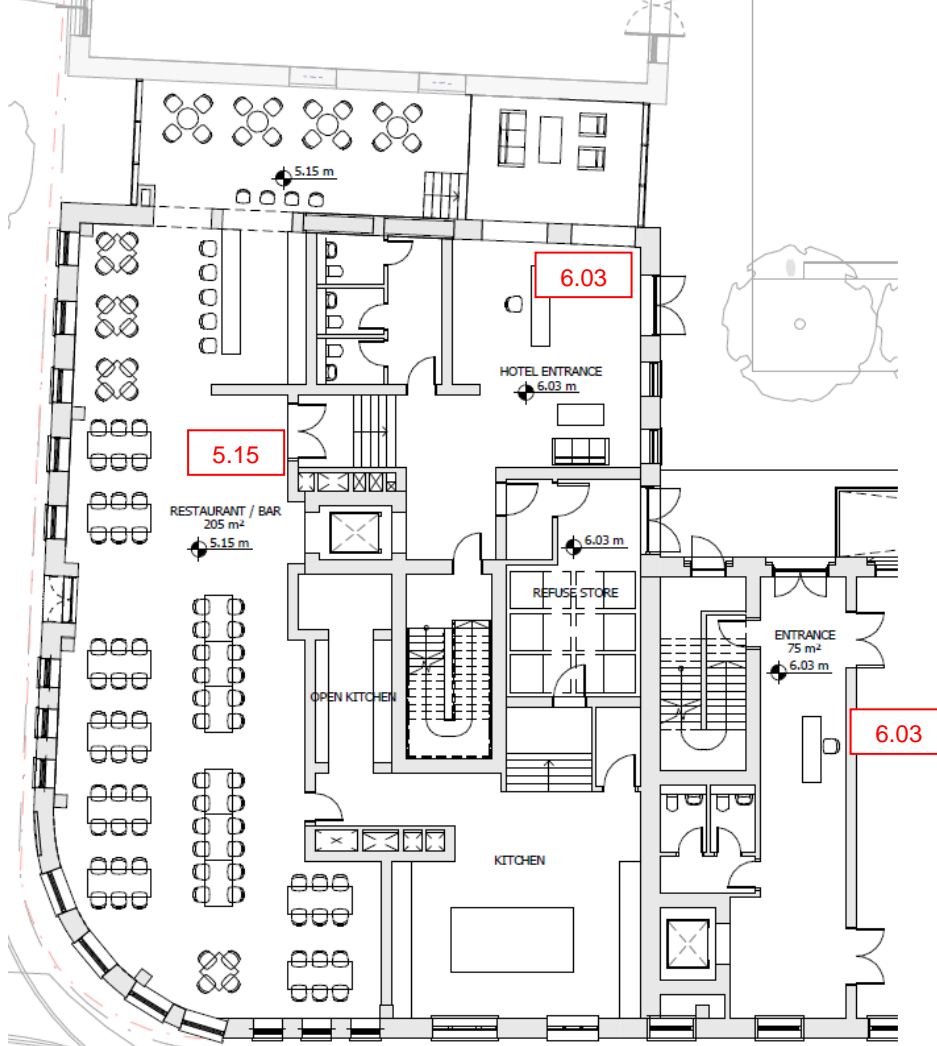 5.15 m
6.03
HOTEL ENTRANCE
6.03 m
5.15
RESTAURANT / BAR
205 m²
5.15 m
6.03 m
REFUSE STORE
ENTRANCE
75 m²
6.03 m
OPEN KITCHEN
6.03
KITCHEN